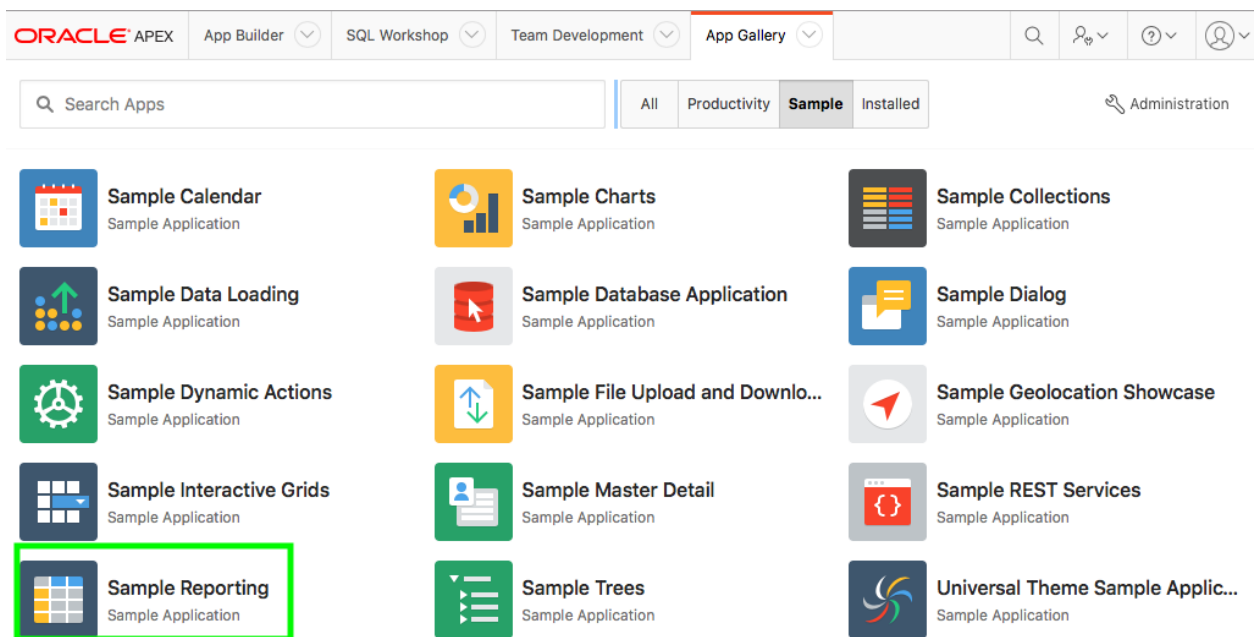 ORACLE APEX App Builder SQL Workshop Team Development App Gallery
Search Apps All Productivity Sample Installed Administration
Sample Calendar
Sample Application
Sample Charts
Sample Application
Sample Collections
Sample Application
Sample Data Loading
Sample Application
Sample Database Application
Sample Application
Sample Dialog
Sample Application
Sample Dynamic Actions
Sample Application
Sample File Upload and Downlo...
Sample Application
Sample Geolocation Showcase
Sample Application
Sample Interactive Grids
Sample Application
Sample Master Detail
Sample Application
Sample REST Services
Sample Application
Sample Reporting
Sample Application
Sample Trees
Sample Application
Universal Theme Sample Applic...
Sample Application